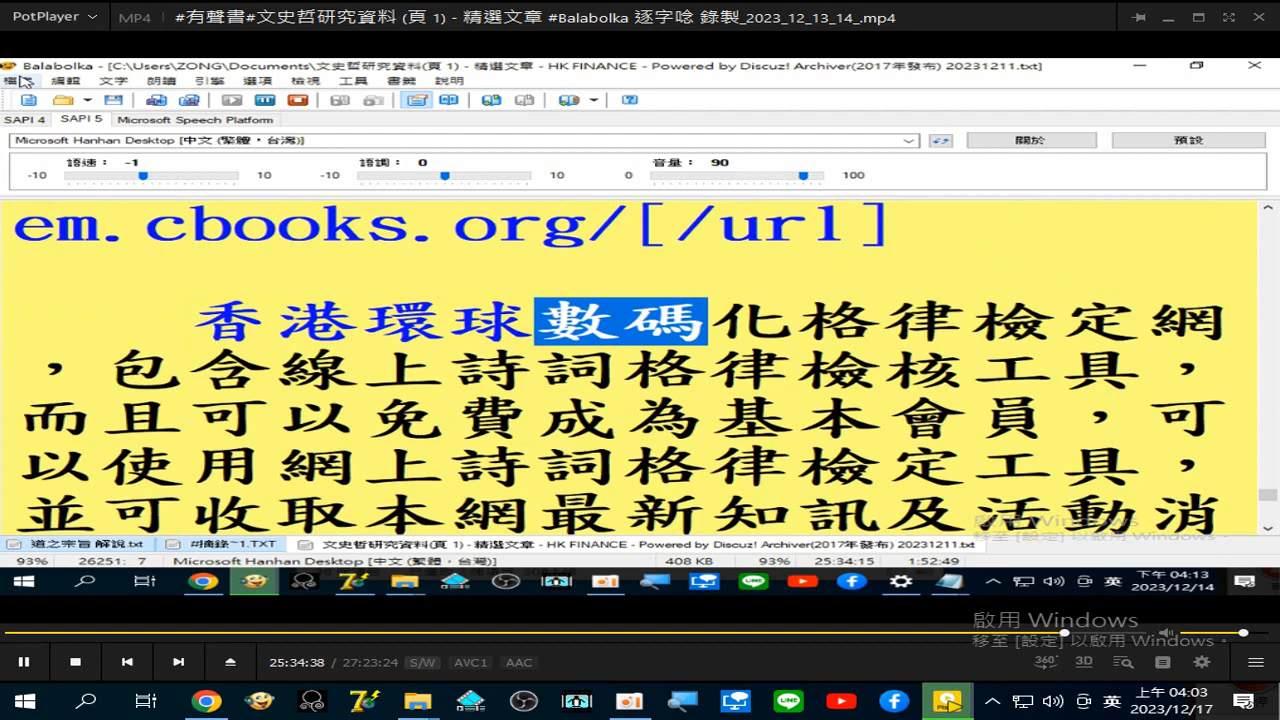 PotPlayer MP4 #有聲書#文史哲研究資料 (頁 1) - 精選文章 #Balabolka 逐字唸 錄製_2023_12_13_14_.mp4
Balabolka - [C:\Users\ZONG\Documents\文史哲研究資料(頁 1) - 精選文章 - HK FINANCE - Powered by Discuz! Archiver(2017年發布) 20231211.txt]
編輯 文字 朗讀 引擎 選項 檢視 工具 書籤 說明
SAPI 4 SAPI 5 Microsoft Speech Platform
Microsoft Hanhan Desktop [中文 (繁體，台灣)] 關於 預設
語速： -1 語調： 0 音量： 90
-10 10 -10 10 0 100
em.cbooks.org/[/url]
香港環球數碼化格律檢定網
，包含線上詩詞格律檢核工具，
而且可以免費成為基本會員，可
以使用網上詩詞格律檢定工具，
並可收取本網最新知訊及活動消
啟用 Windows
移至 [設定] 以啟用 Windows。
道之宗旨 解說.txt #摘錄~1.TXT 文史哲研究資料(頁 1) - 精選文章 - HK FINANCE - Powered by Discuz! Archiver(2017年發布) 20231211.txt
93% 26251: 7 Microsoft Hanhan Desktop [中文 (繁體，台灣)] 408 KB 93% 25:34:15 1:52:49
英 下午 04:13
2023/12/14
啟用 Windows
移至 [設定] 以啟用 Windows。
25:34:38 / 27:23:24 S/W AVC1 AAC 360° 3D
英 上午 04:03
2023/12/17